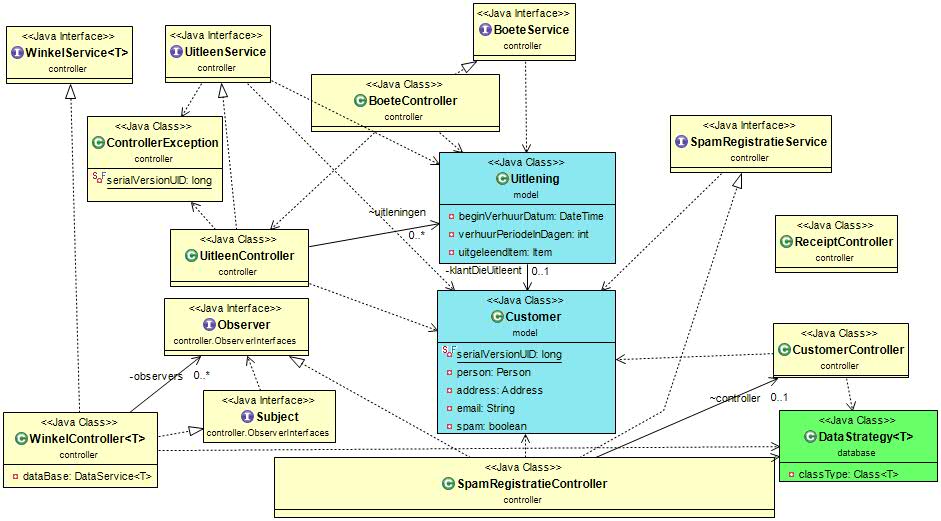 <<Java Interface>>
WinkelService<T>
controller
<<Java Interface>>
UitleenService
controller
<<Java Interface>>
BoeteService
controller
<<Java Class>>
BoeteController
controller
<<Java Class>>
ControllerException
controller
SF serialVersionUID: long
<<Java Interface>>
SpamRegistratieService
controller
<<Java Class>>
Uitlening
model
beginVerhuurDatum: DateTime
verhuurPeriodeInDagen: int
uitgeleendItem: Item
~uitleningen
0..*
<<Java Class>>
UitleenController
controller
<<Java Class>>
ReceiptController
controller
-klantDieUitleent
0..1
<<Java Class>>
Customer
model
SF serialVersionUID: long
person: Person
address: Address
email: String
spam: boolean
<<Java Interface>>
Observer
controller.ObserverInterfaces
<<Java Class>>
CustomerController
controller
-observers
0..*
<<Java Interface>>
Subject
controller.ObserverInterfaces
~controller
0..1
<<Java Class>>
WinkelController<T>
controller
dataBase: DataService<T>
<<Java Class>>
DataStrategy<T>
database
classType: Class<T>
<<Java Class>>
SpamRegistratieController
controller